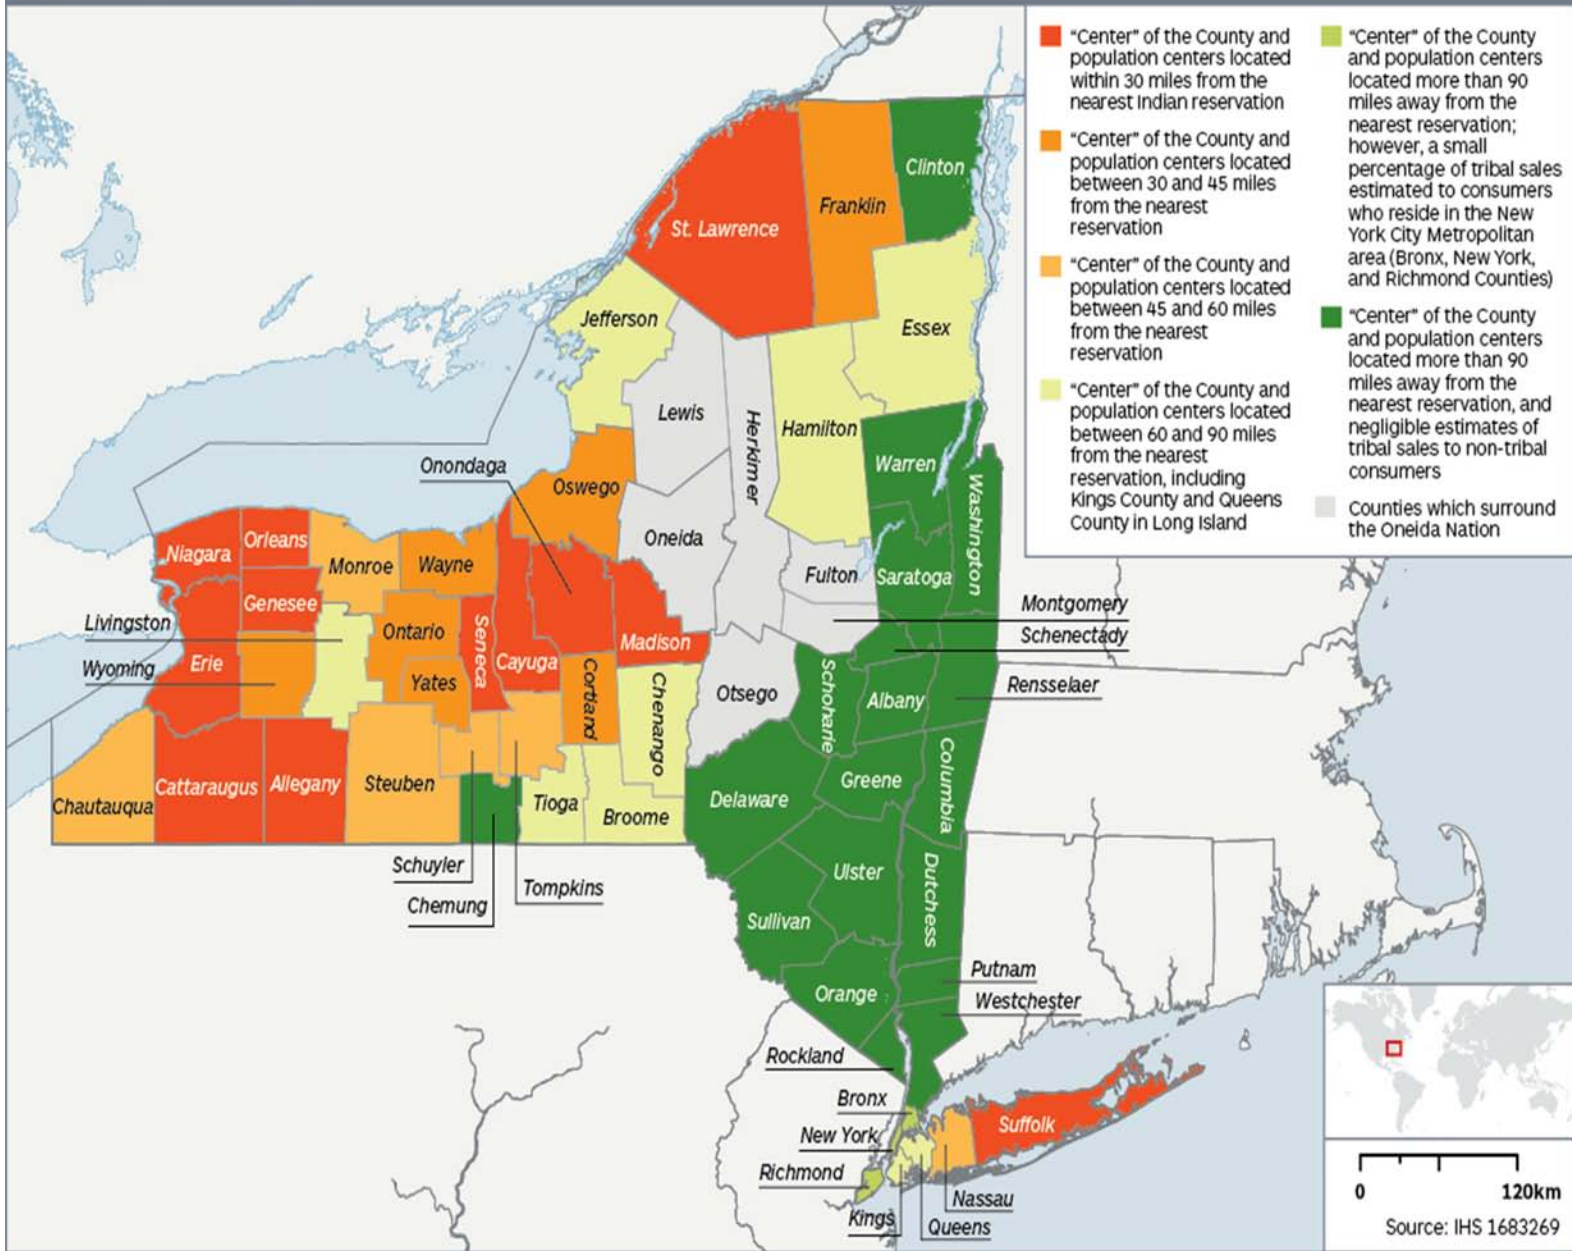 "Center" of the County and
population centers located
within 30 miles from the
nearest Indian reservation
"Center" of the County and
population centers located
between 30 and 45 miles
from the nearest
reservation
"Center" of the County and
population centers located
between 45 and 60 miles
from the nearest
reservation
"Center" of the County and
population centers located
between 60 and 90 miles
from the nearest
reservation, including
Kings County and Queens
County in Long Island
"Center" of the County
and population centers
located more than 90
miles away from the
nearest reservation;
however, a small
percentage of tribal sales
estimated to consumers
who reside in the New
York City Metropolitan
area (Bronx, New York,
and Richmond Counties)
"Center" of the County
and population centers
located more than 90
miles away from the
nearest reservation, and
negligible estimates of
tribal sales to non-tribal
consumers
Counties which surround
the Oneida Nation
Clinton
Franklin
St. Lawrence
Jefferson
Essex
Lewis
Herkimer
Hamilton
Warren
Washington
Onondaga
Oswego
Oneida
Niagara
Orleans
Monroe
Wayne
Fulton
Saratoga
Genesee
Livingston
Ontario
Seneca
Cayuga
Madison
Montgomery
Schenectady
Wyoming
Erie
Yates
Cortland
Chenango
Otsego
Schoharie
Albany
Rensselaer
Chautauqua
Cattaraugus
Allegany
Steuben
Tioga
Broome
Delaware
Greene
Columbia
Schuyler
Chemung
Tompkins
Ulster
Dutchess
Sullivan
Orange
Putnam
Westchester
Rockland
Bronx
New York
Richmond
Kings
Queens
Nassau
Suffolk
0 120km
Source: IHS 1683269